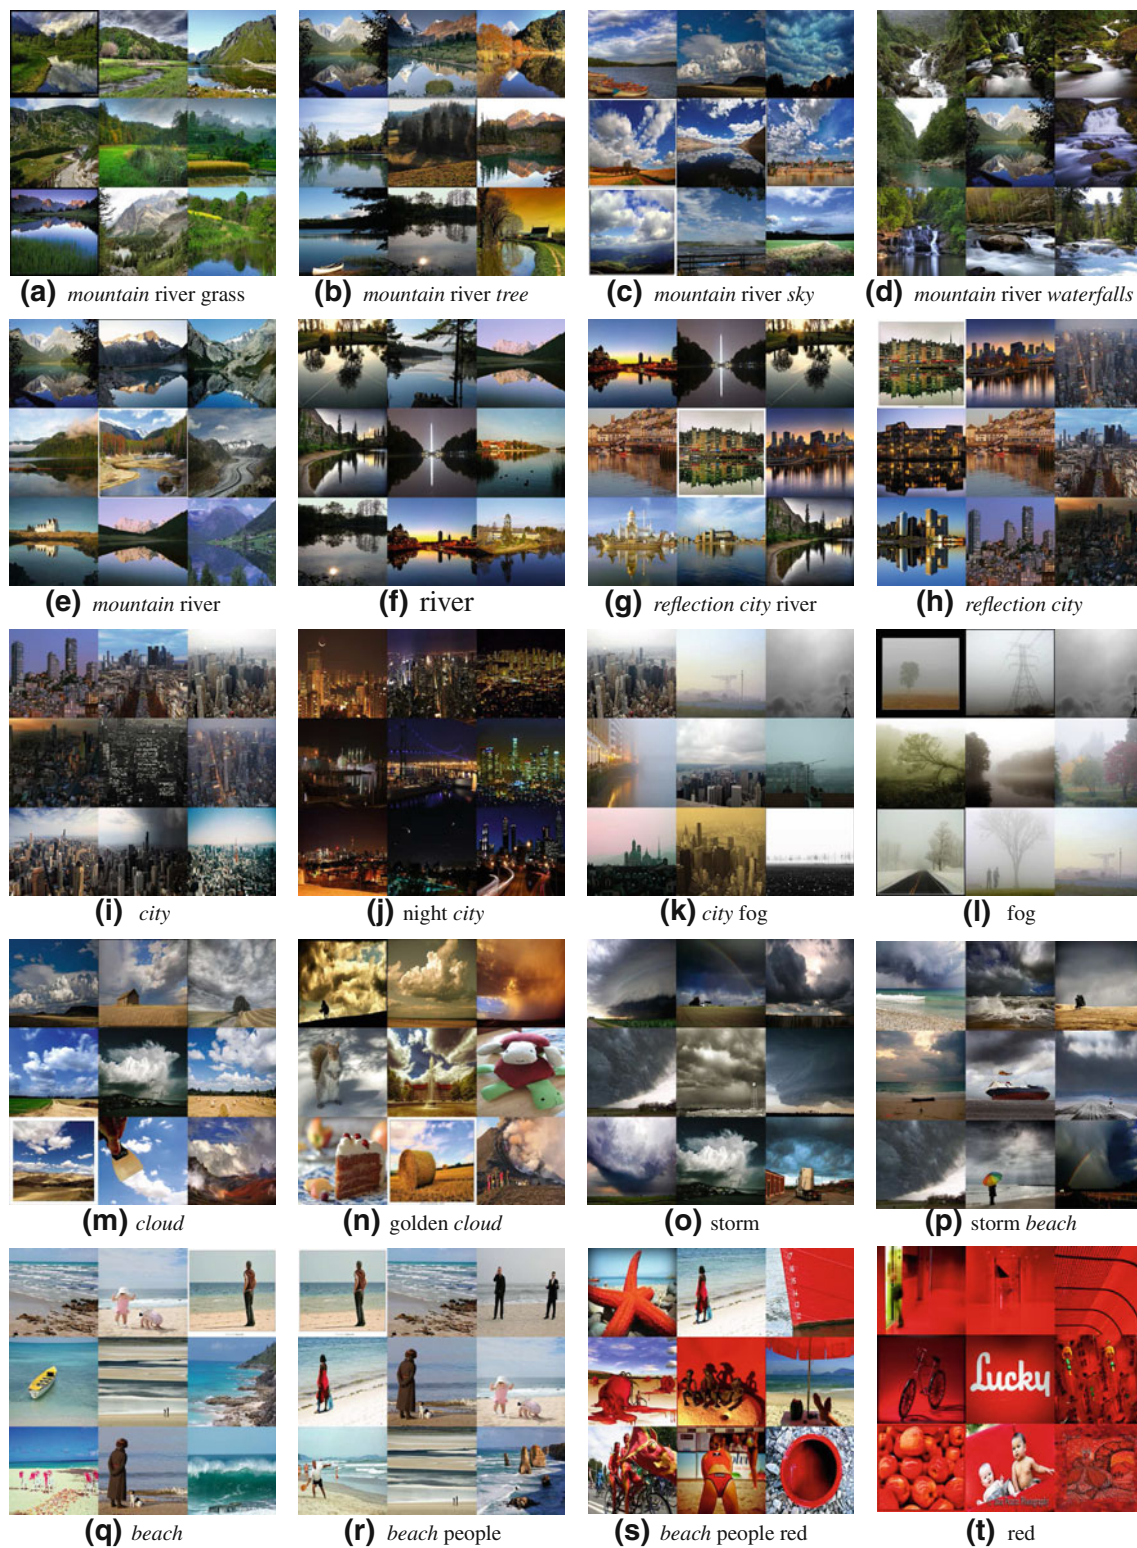 (a) mountain river grass
(b) mountain river tree
(c) mountain river sky
(d) mountain river waterfalls
(e) mountain river
(f) river
(g) reflection city river
(h) reflection city
(i) city
(j) night city
(k) city fog
(l) fog
(m) cloud
(n) golden cloud
(o) storm
(p) storm beach
Lucky
(q) beach
(r) beach people
(s) beach people red
(t) red